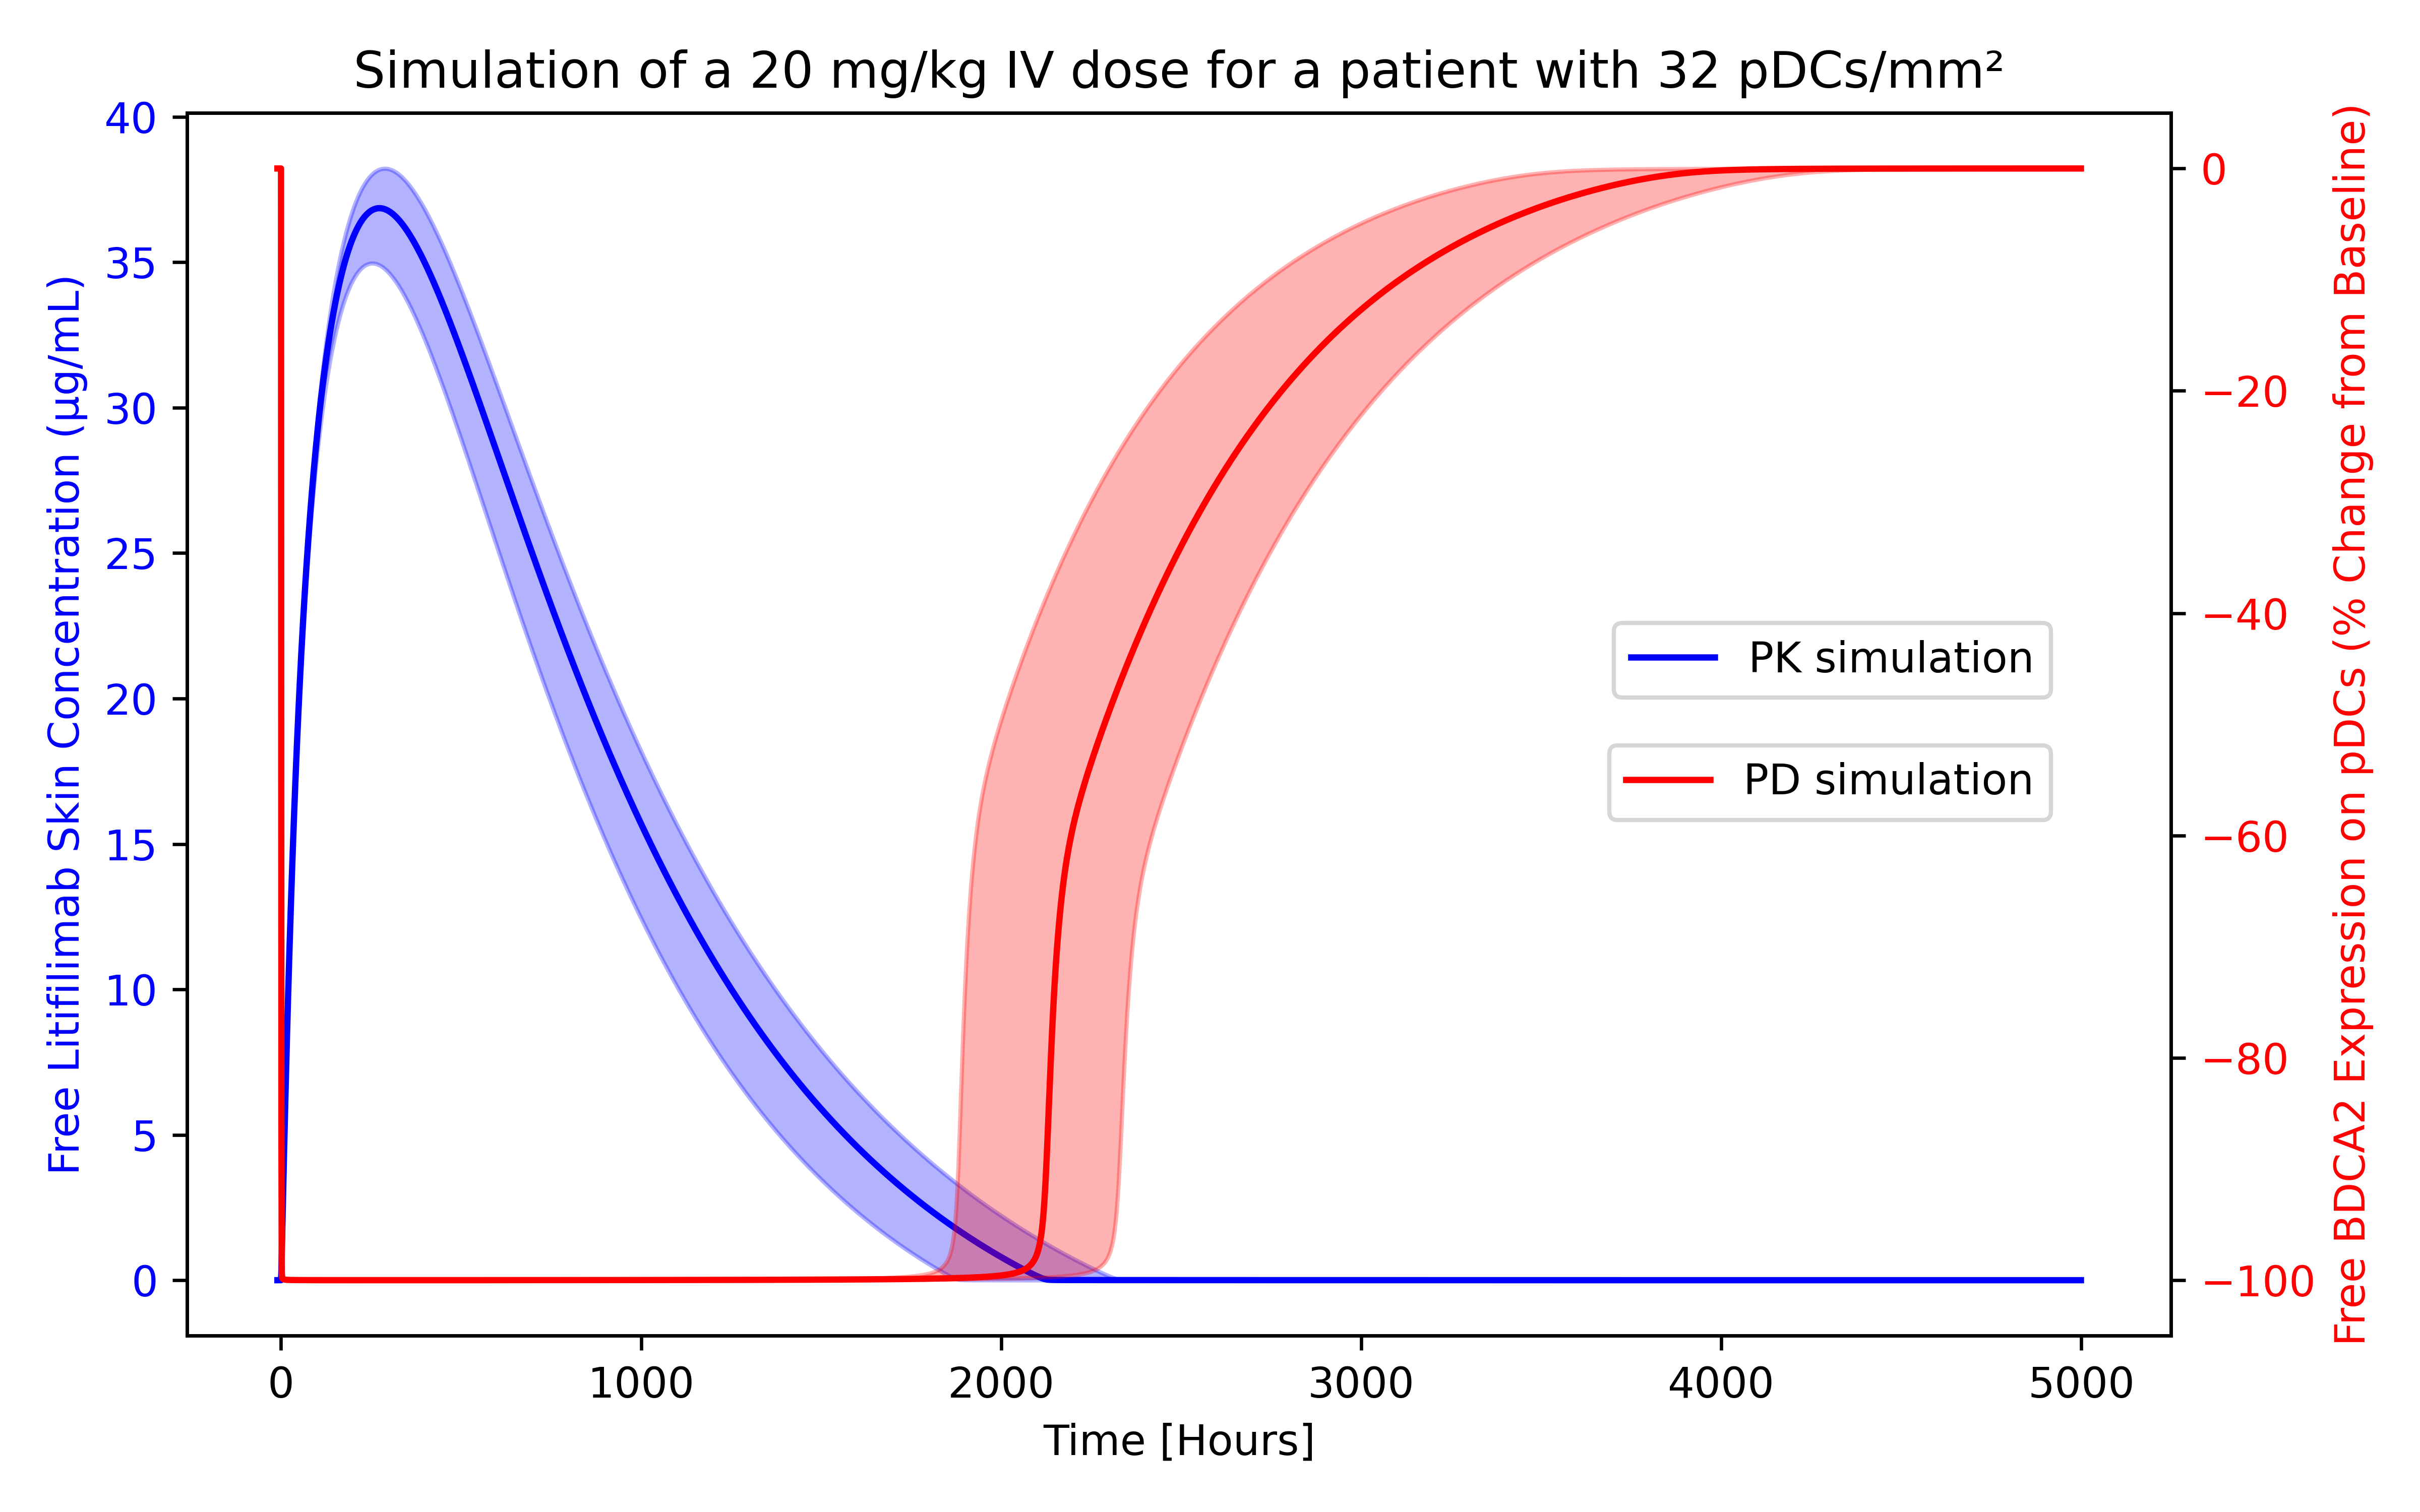 Simulation of a 20 mg/kg IV dose for a patient with 32 pDCs/mm²
Free Litifilimab Skin Concentration (µg/mL)
40
35
30
25
20
15
10
5
0
0
−20
−40
−60
−80
−100
Free BDCA2 Expression on pDCs (% Change from Baseline)
PK simulation
PD simulation
0 1000 2000 3000 4000 5000
Time [Hours]